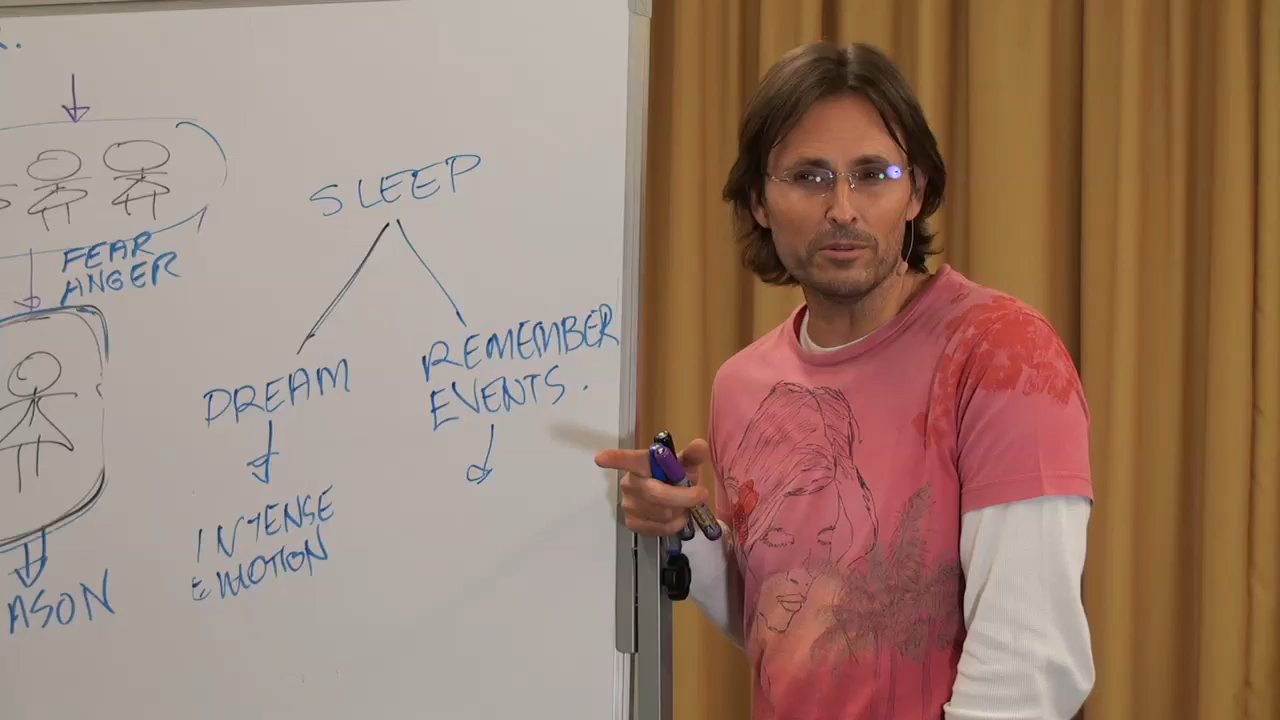 R.
FEAR
ANGER
SLEEP
DREAM
REMEMBER
EVENTS.
INTENSE
EMOTION
ASON